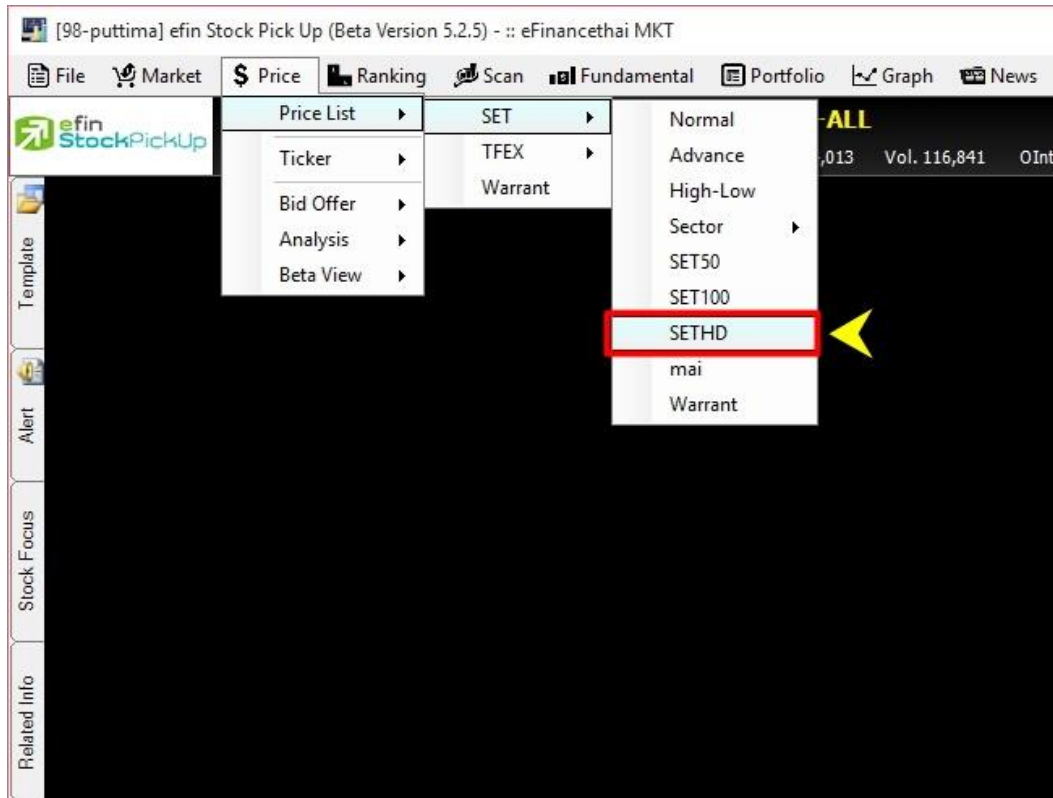 [98-puttima] efin Stock Pick Up (Beta Version 5.2.5) - :: eFinancethai MKT
File Market $ Price Ranking Scan Fundamental Portfolio Graph News
efin
StockPickUp
Price List
Ticker
Bid Offer
Analysis
Beta View
SET
TFEX
Warrant
Normal
Advance
High-Low
Sector
SET50
SET100
SETHD
mai
Warrant
-ALL
,013 Vol. 116,841 OInt
Template
Alert
Stock Focus
Related Info